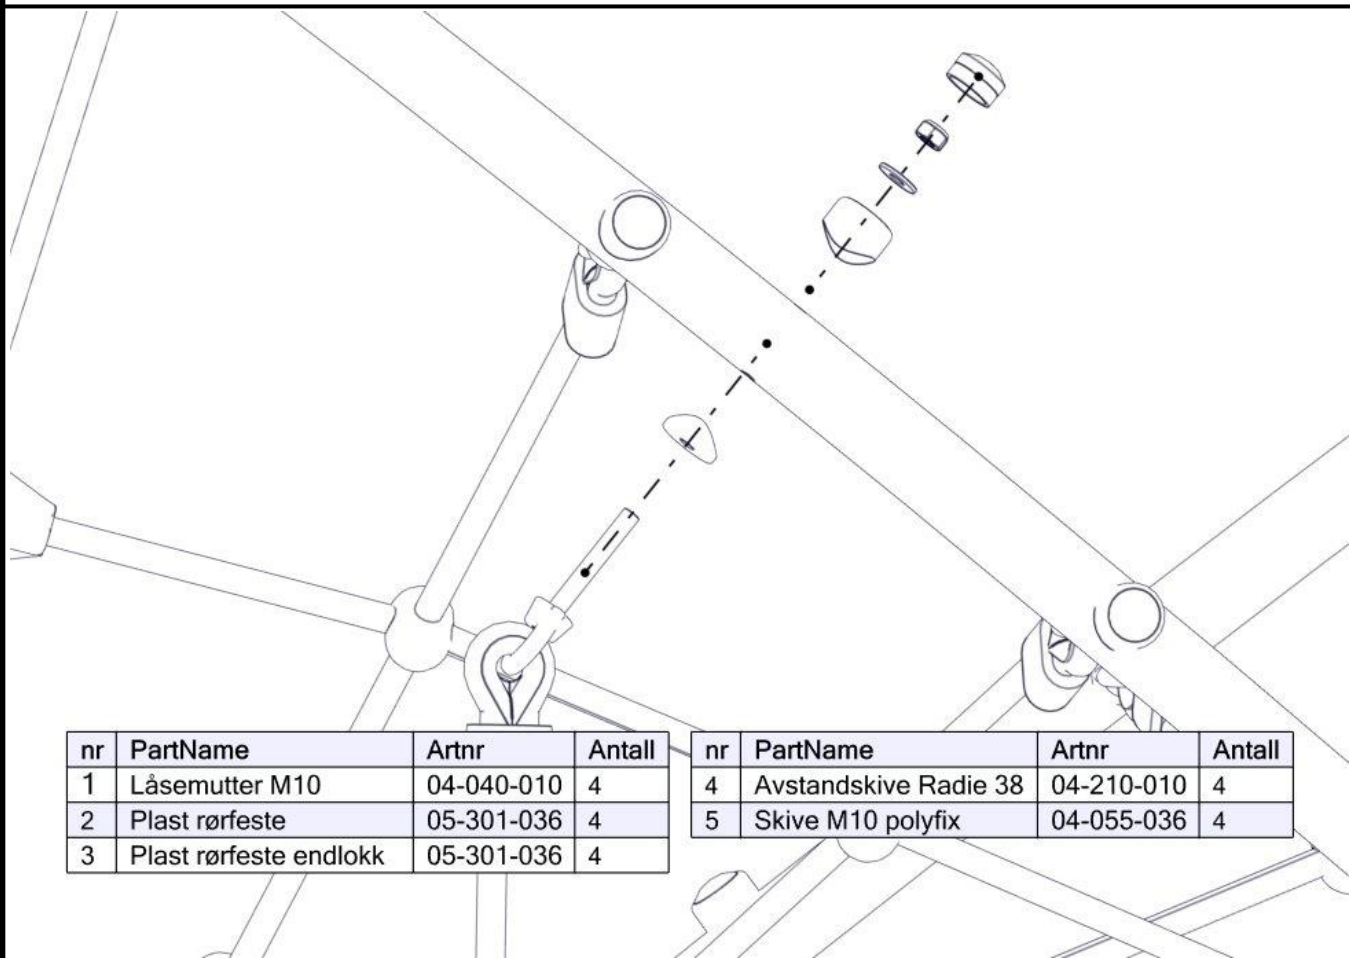 nr PartName Artnr Antall
1 Låsemutter M10 04-040-010 4
2 Plast rørfeste 05-301-036 4
3 Plast rørfeste endlokk 05-301-036 4
nr PartName Artnr Antall
4 Avstandskive Radie 38 04-210-010 4
5 Skive M10 polyfix 04-055-036 4